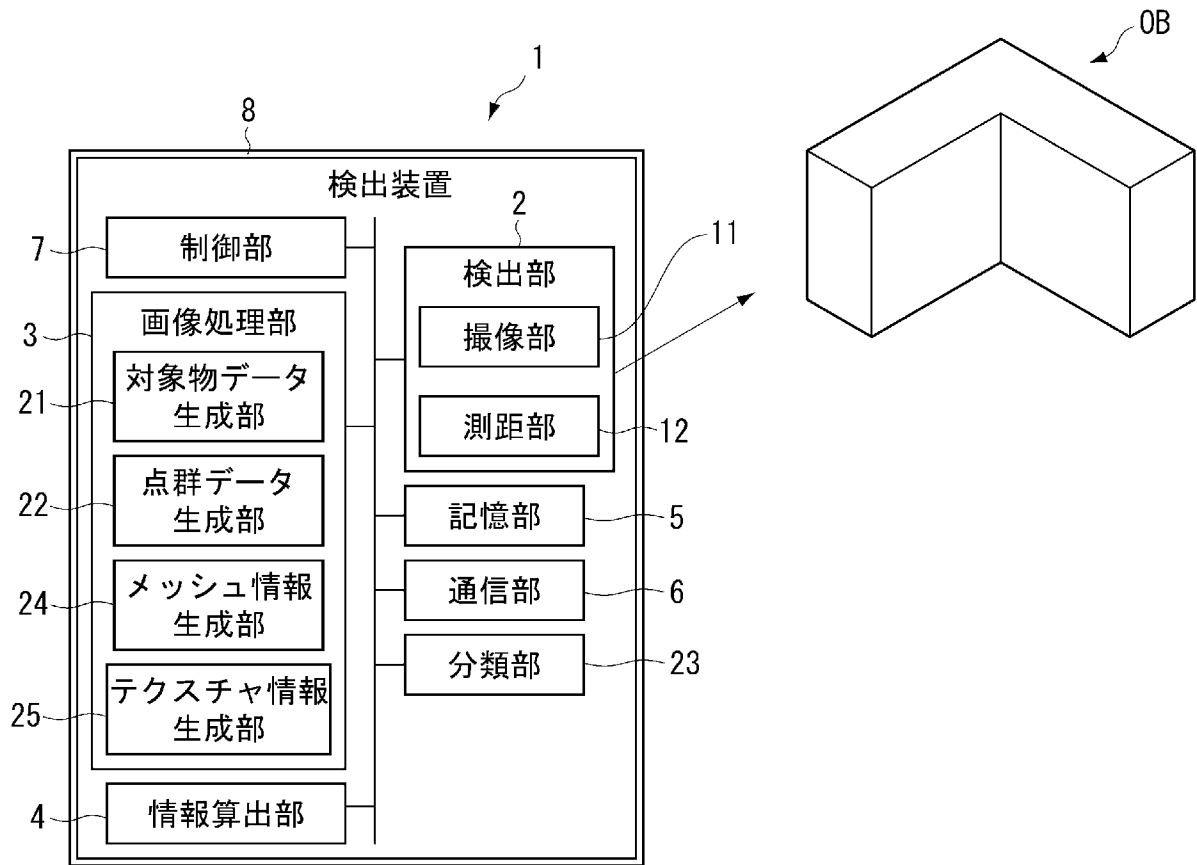 OB
1
8
検出装置
2
11
7
制御部
検出部
3
画像処理部
撮像部
21
対象物データ
生成部
測距部
12
22
点群データ
生成部
記憶部
5
24
メッシュ情報
生成部
通信部
6
分類部
23
25
テクスチャ情報
生成部
4
情報算出部